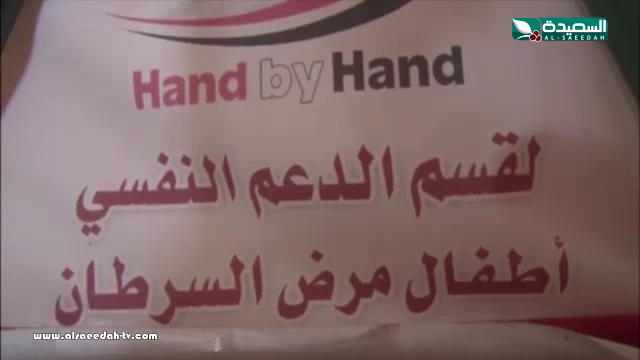 السعيدة
AL-SAEEDAH
Hand by Hand
لقسم الدعم النفسي
أطفال مرض السرطان
www.alsaeedah-tv.com